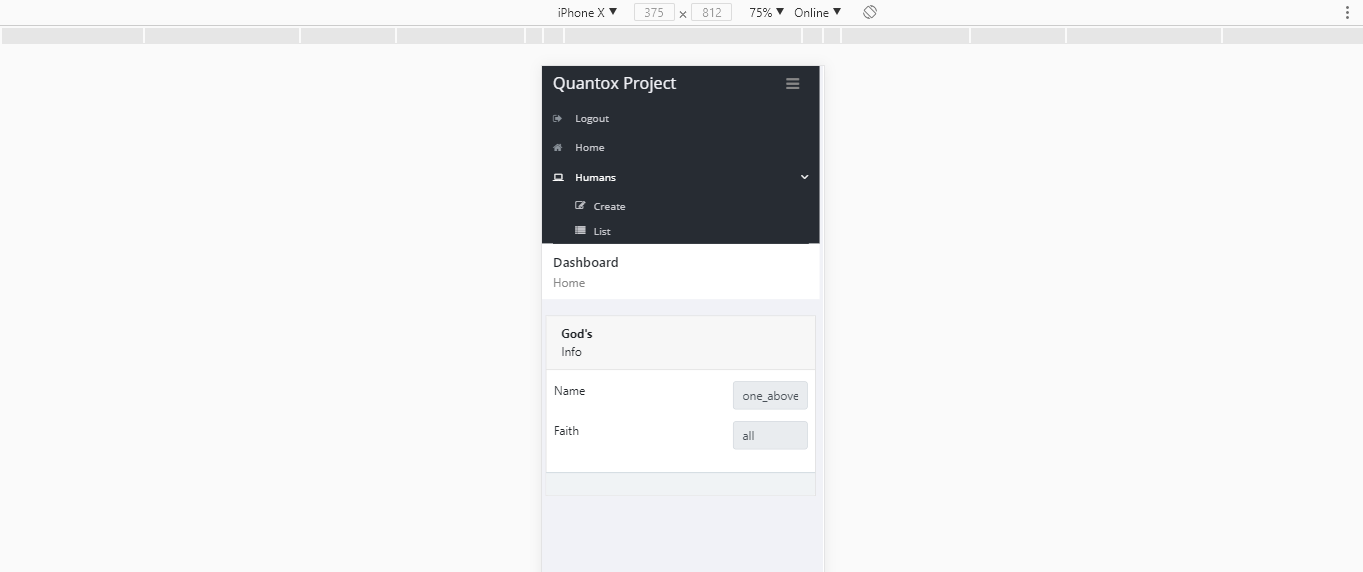 iPhone X 375 × 812 75% Online
Quantox Project
Logout
Home
Humans
Create
List
Dashboard
Home
God's
Info
Name one_above
Faith all